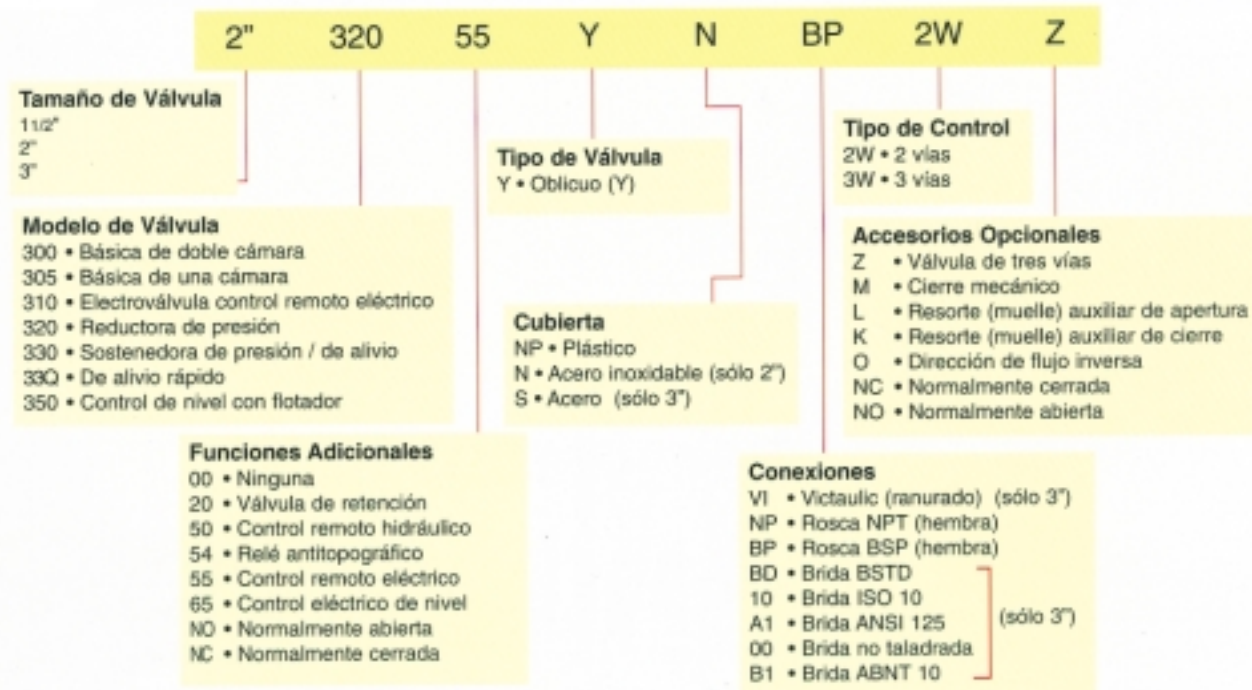 2" 320 55 Y N BP 2W Z
Tamaño de Válvula
1 1/2"
2"
3"
Modelo de Válvula
300 • Básica de doble cámara
305 • Básica de una cámara
310 • Electroválvula control remoto eléctrico
320 • Reductora de presión
330 • Sostenedora de presión / de alivio
33Q • De alivio rápido
350 • Control de nivel con flotador
Funciones Adicionales
00 • Ninguna
20 • Válvula de retención
50 • Control remoto hidráulico
54 • Relé antitopográfico
55 • Control remoto eléctrico
65 • Control eléctrico de nivel
NO • Normalmente abierta
NC • Normalmente cerrada
Tipo de Válvula
Y • Oblicuo (Y)
Cubierta
NP • Plástico
N • Acero inoxidable (sólo 2")
S • Acero (sólo 3")
Conexiones
VI • Victaulic (ranurado) (sólo 3")
NP • Rosca NPT (hembra)
BP • Rosca BSP (hembra)
BD • Brida BSTD
10 • Brida ISO 10
A1 • Brida ANSI 125
00 • Brida no taladrada
B1 • Brida ABNT 10
(sólo 3")
Tipo de Control
2W • 2 vías
3W • 3 vías
Accesorios Opcionales
Z • Válvula de tres vías
M • Cierre mecánico
L • Resorte (muelle) auxiliar de apertura
K • Resorte (muelle) auxiliar de cierre
O • Dirección de flujo inversa
NC • Normalmente cerrada
NO • Normalmente abierta